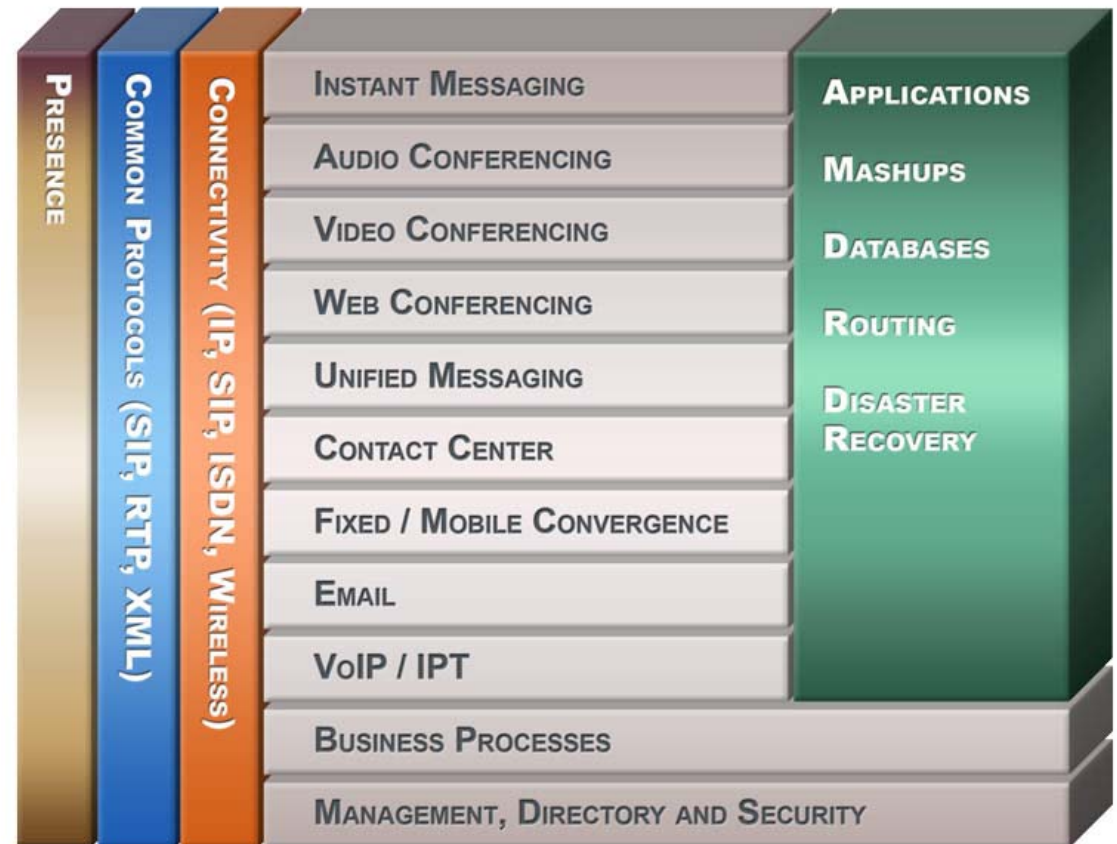 Presence
Common Protocols (SIP, RTP, XML)
Connectivity (IP, SIP, ISDN, Wireless)
Instant Messaging
Audio Conferencing
Video Conferencing
Web Conferencing
Unified Messaging
Contact Center
Fixed / Mobile Convergence
Email
VoIP / IPT
Business Processes
Management, Directory and Security
Applications
Mashups
Databases
Routing
Disaster
Recovery